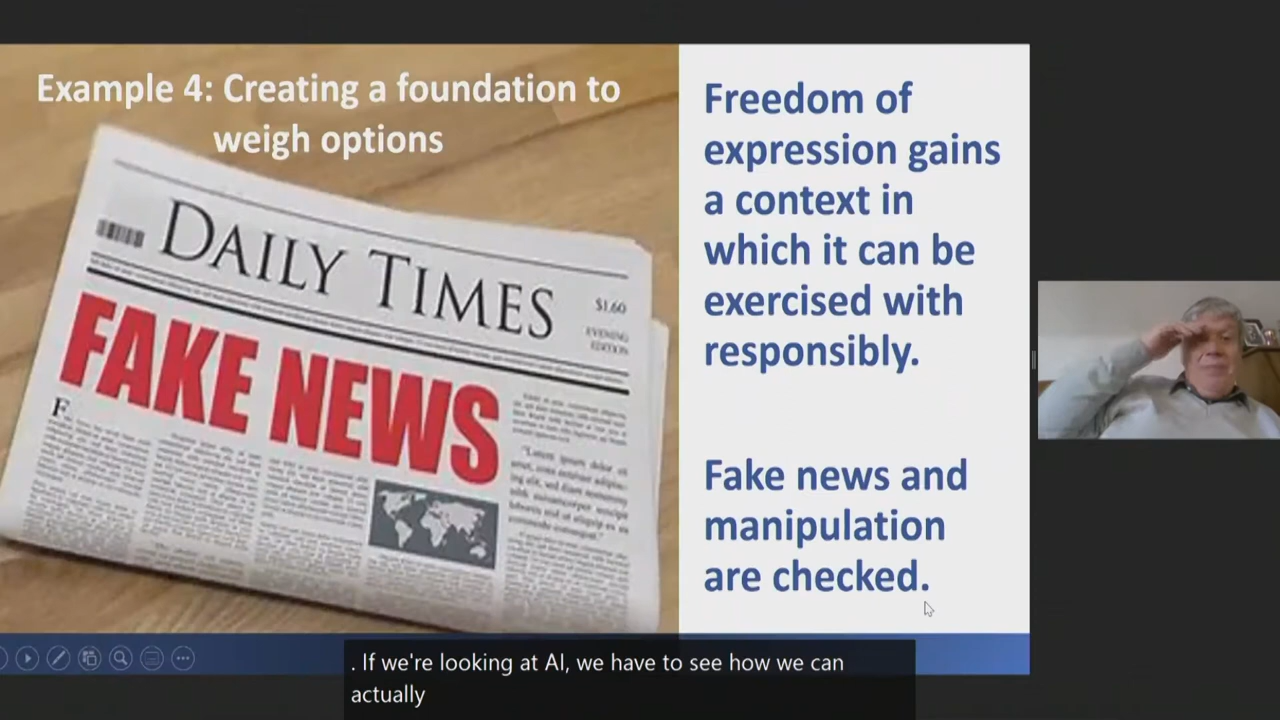 Example 4: Creating a foundation to
weigh options
DAILY TIMES
$1.60
EVENING
EDITION
FAKE NEWS
Freedom of
expression gains
a context in
which it can be
exercised with
responsibly.
Fake news and
manipulation
are checked.
. If we're looking at AI, we have to see how we can
actually